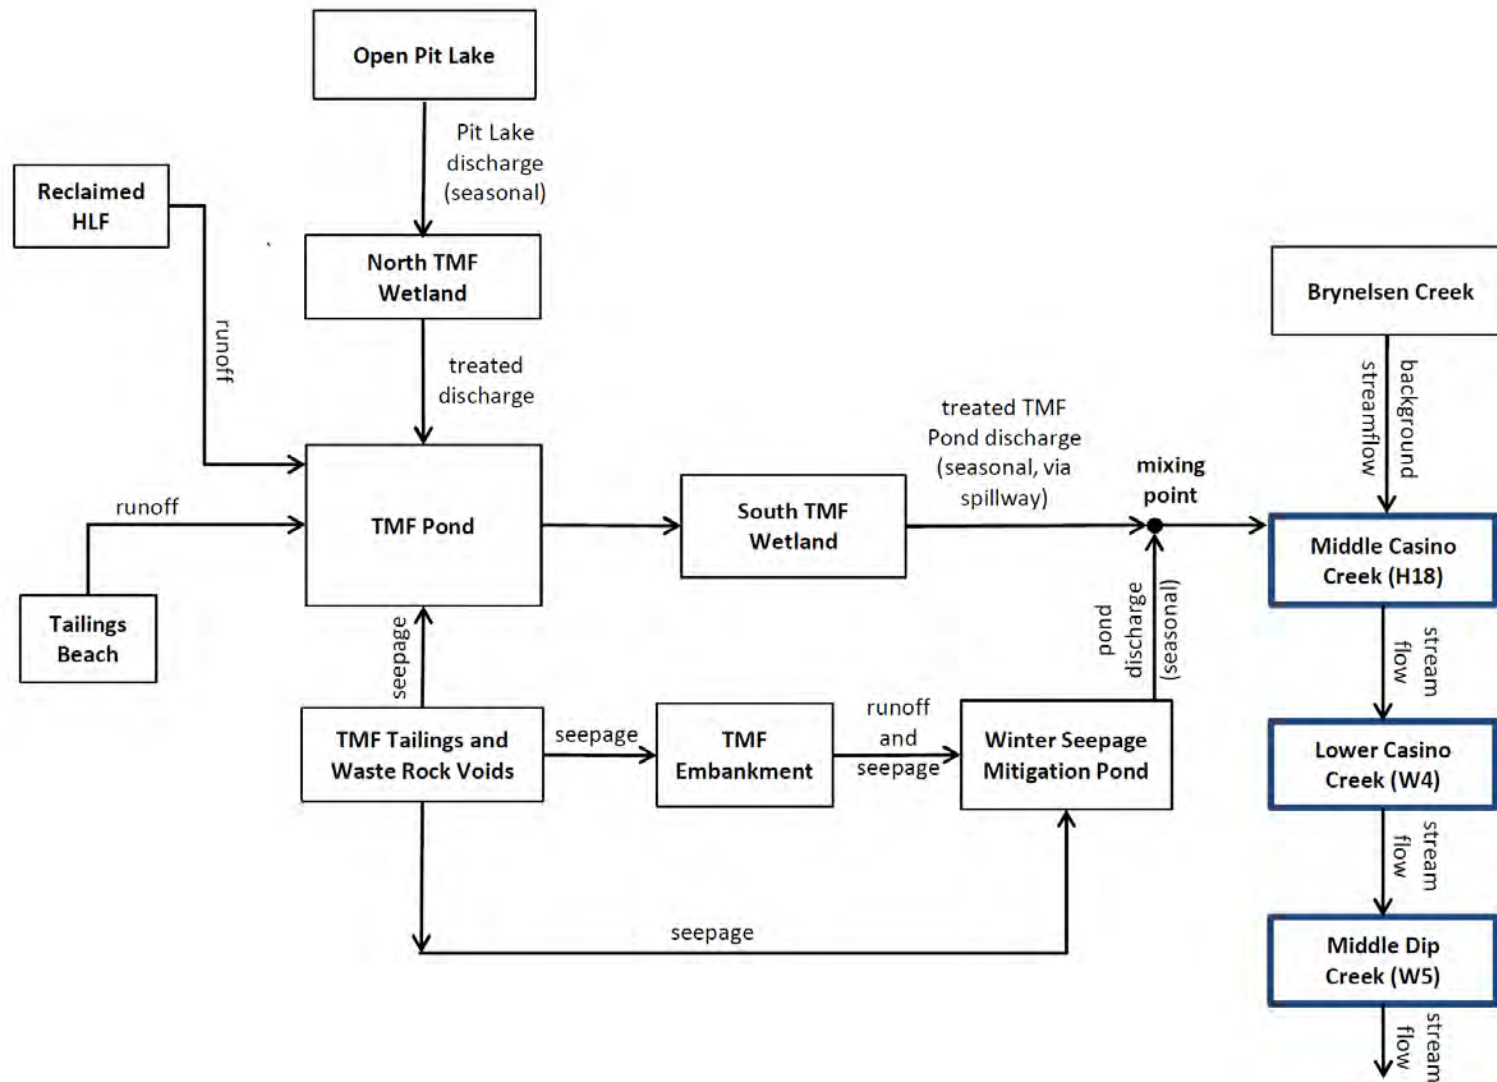 Open Pit Lake
Pit Lake
discharge
(seasonal)
Reclaimed
HLF
North TMF
Wetland
Brynelsen Creek
runoff
treated
discharge
background
streamflow
treated TMF
Pond discharge
(seasonal, via
spillway)
mixing
point
runoff
TMF Pond
South TMF
Wetland
Middle Casino
Creek (H18)
Tailings
Beach
seepage
pond
discharge
(seasonal)
stream
flow
TMF Tailings and
Waste Rock Voids
seepage
TMF
Embankment
runoff
and
seepage
Winter Seepage
Mitigation Pond
Lower Casino
Creek (W4)
stream
flow
seepage
Middle Dip
Creek (W5)
stream
flow